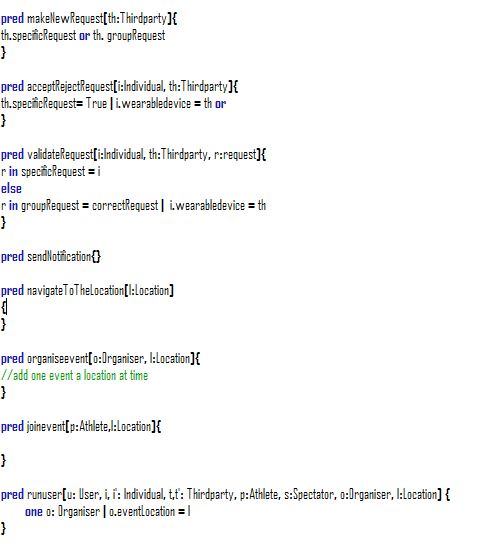 pred makeNewRequest[th:Thirdparty]{
th.specificRequest or th. groupRequest
}
pred acceptRejectRequest[i:Individual, th:Thirdparty]{
th.specificRequest= True | i.wearabledevice = th or
}
pred validateRequest[i:Individual, th:Thirdparty, r:request]{
r in specificRequest = i
else
r in groupRequest = correctRequest | i.wearabledevice = th
}
pred sendNotification{}
pred navigateToTheLocation[l:Location]
{
}
pred organiseevent[o:Organiser, l:Location]{
//add one event a location at time
}
pred joinevent[p:Athlete,l:Location]{
}
pred runuser[u: User, i, i': Individual, t,t': Thirdparty, p:Athlete, s:Spectator, o:Organiser, l:Location] {
one o: Organiser | o.eventLocation = l
}